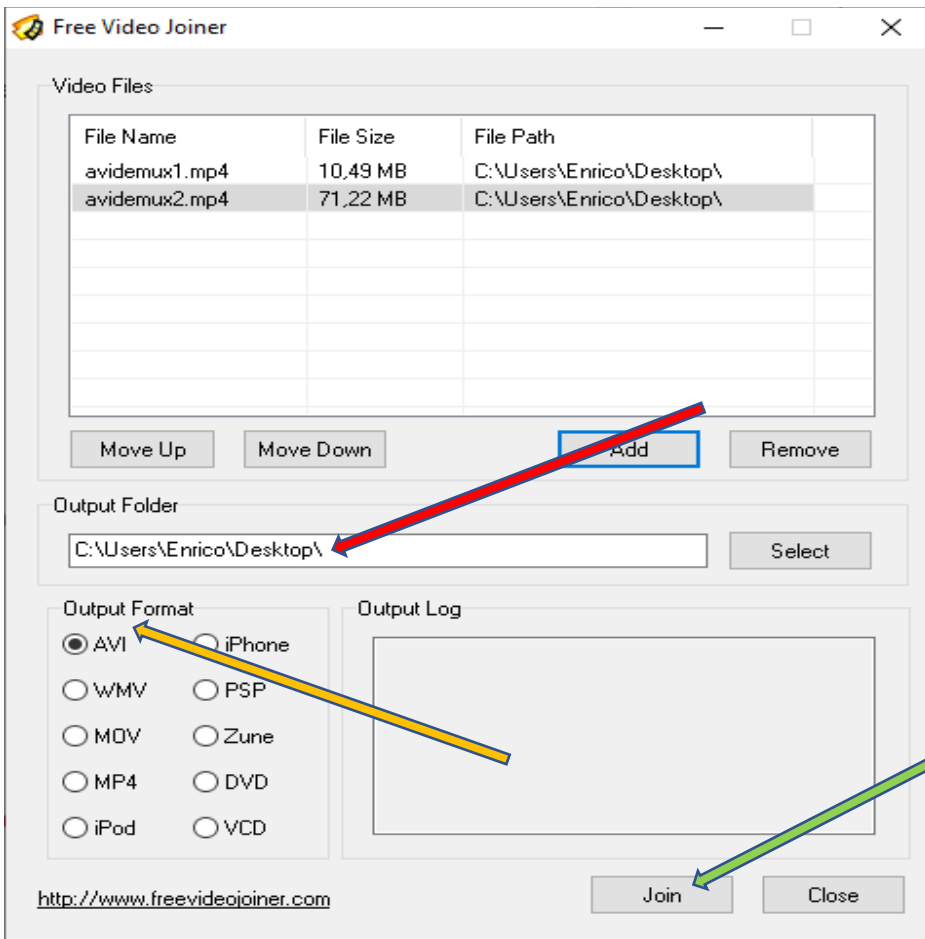 Free Video Joiner
Video Files
File Name File Size File Path
avidemux1.mp4 10,49 MB C:\Users\Enrico\Desktop\
avidemux2.mp4 71,22 MB C:\Users\Enrico\Desktop\
Move Up Move Down Add Remove
Output Folder
C:\Users\Enrico\Desktop\ Select
Output Format Output Log
AVI iPhone
WMV PSP
MOV Zune
MP4 DVD
iPod VCD
http://www.freevideojoiner.com Join Close